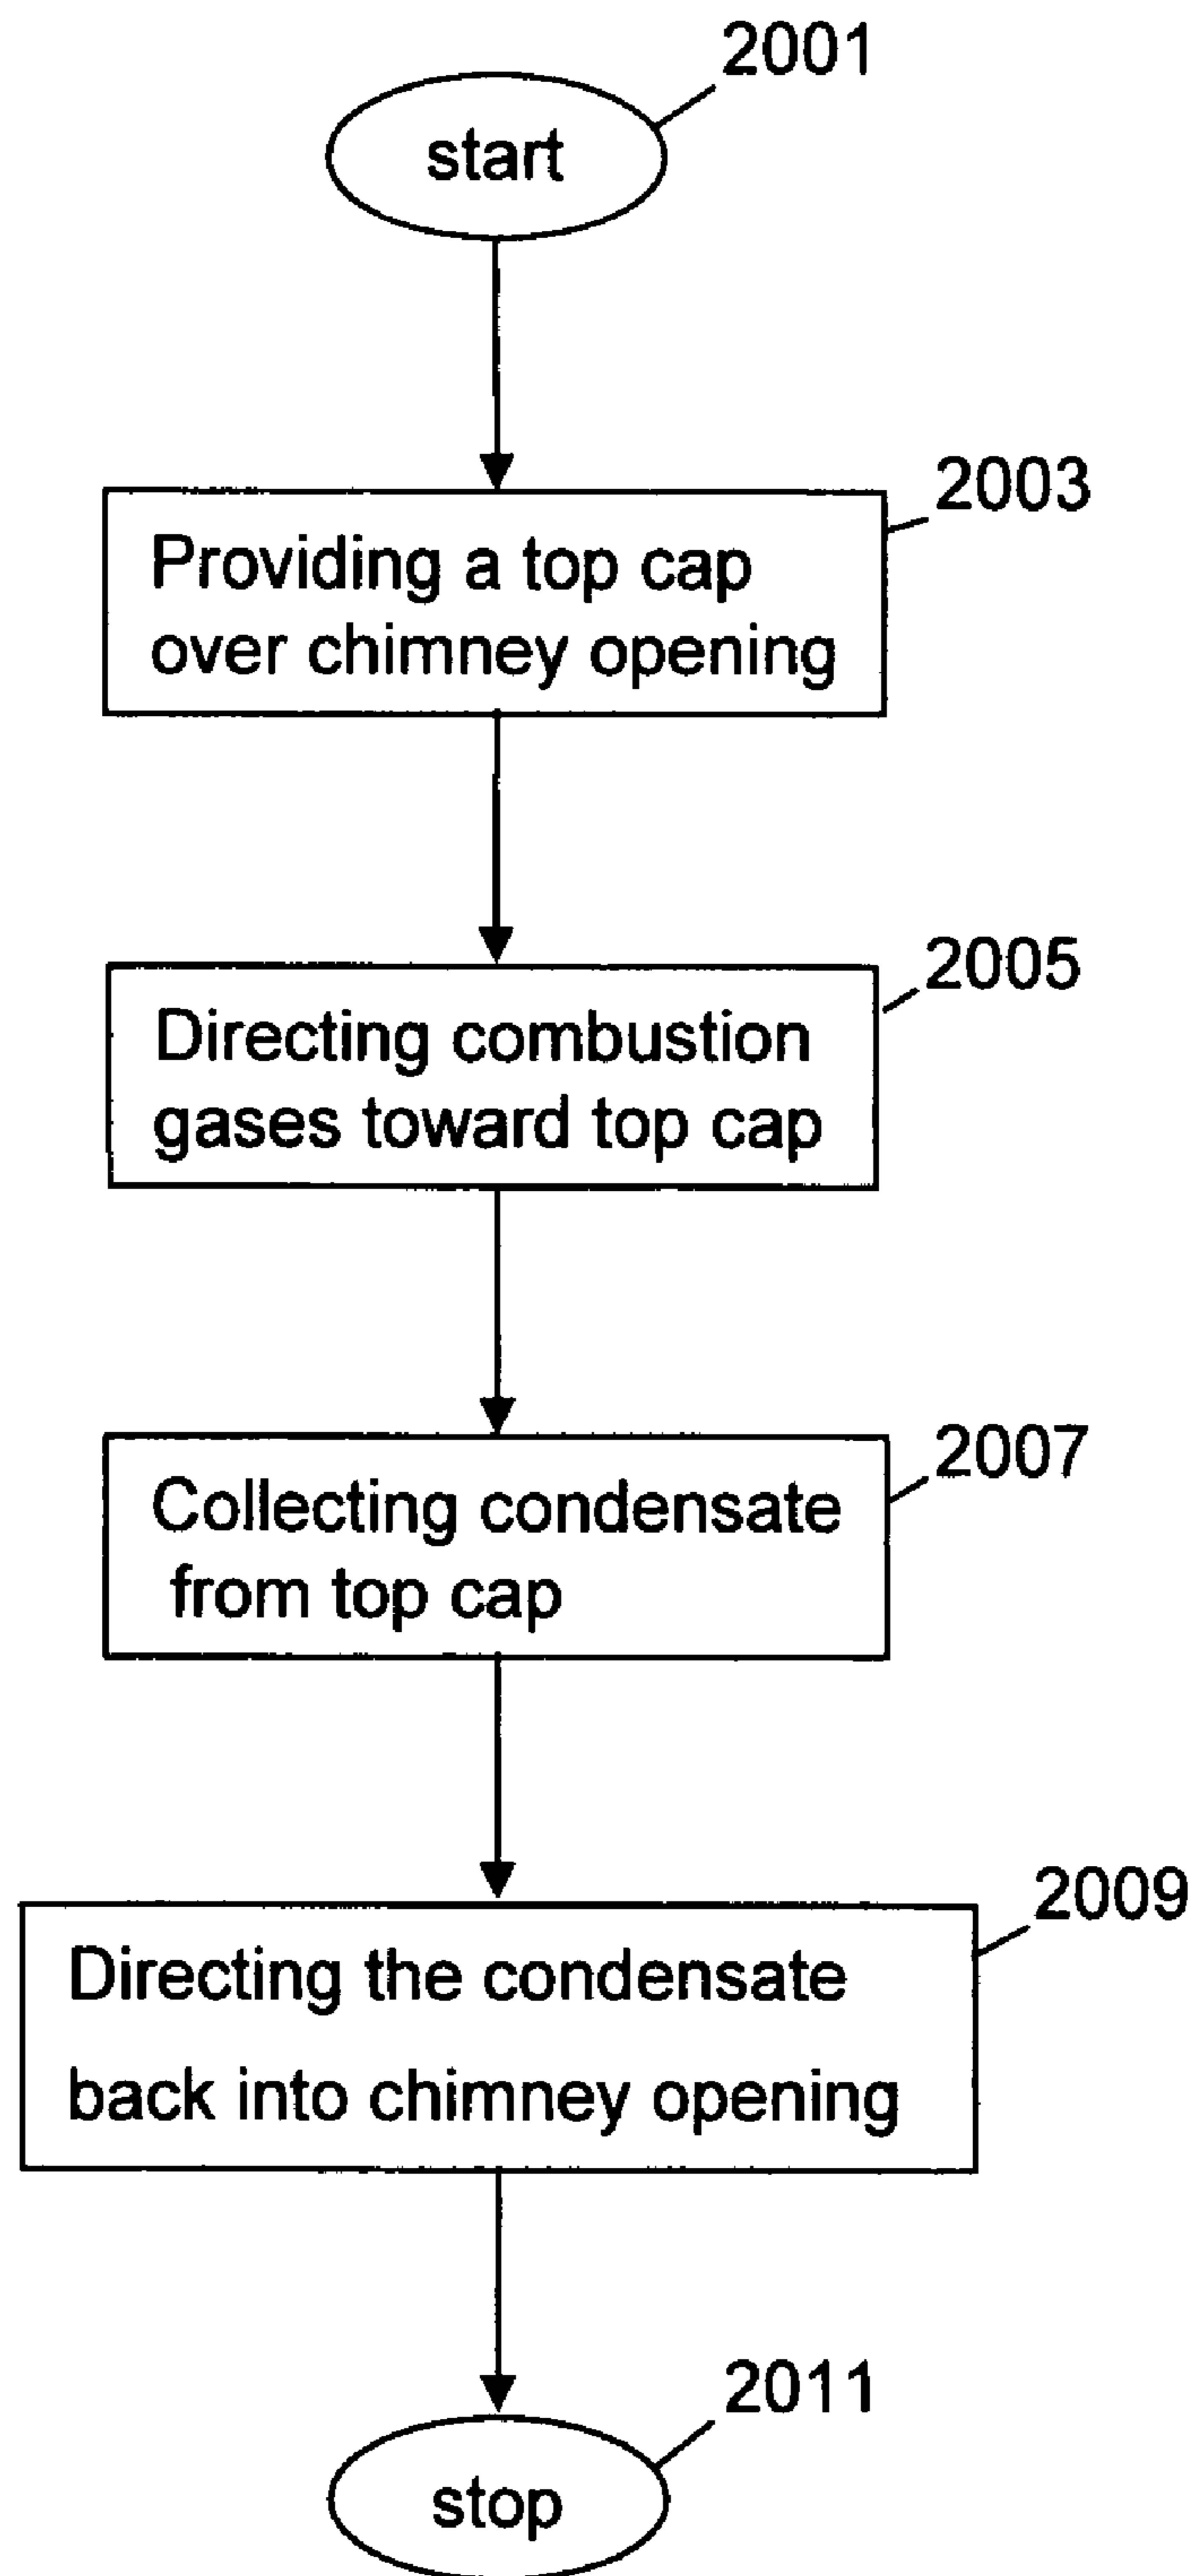 2001
start
2003
Providing a top cap
over chimney opening
2005
Directing combustion
gases toward top cap
2007
Collecting condensate
from top cap
2009
Directing the condensate
back into chimney opening
2011
stop